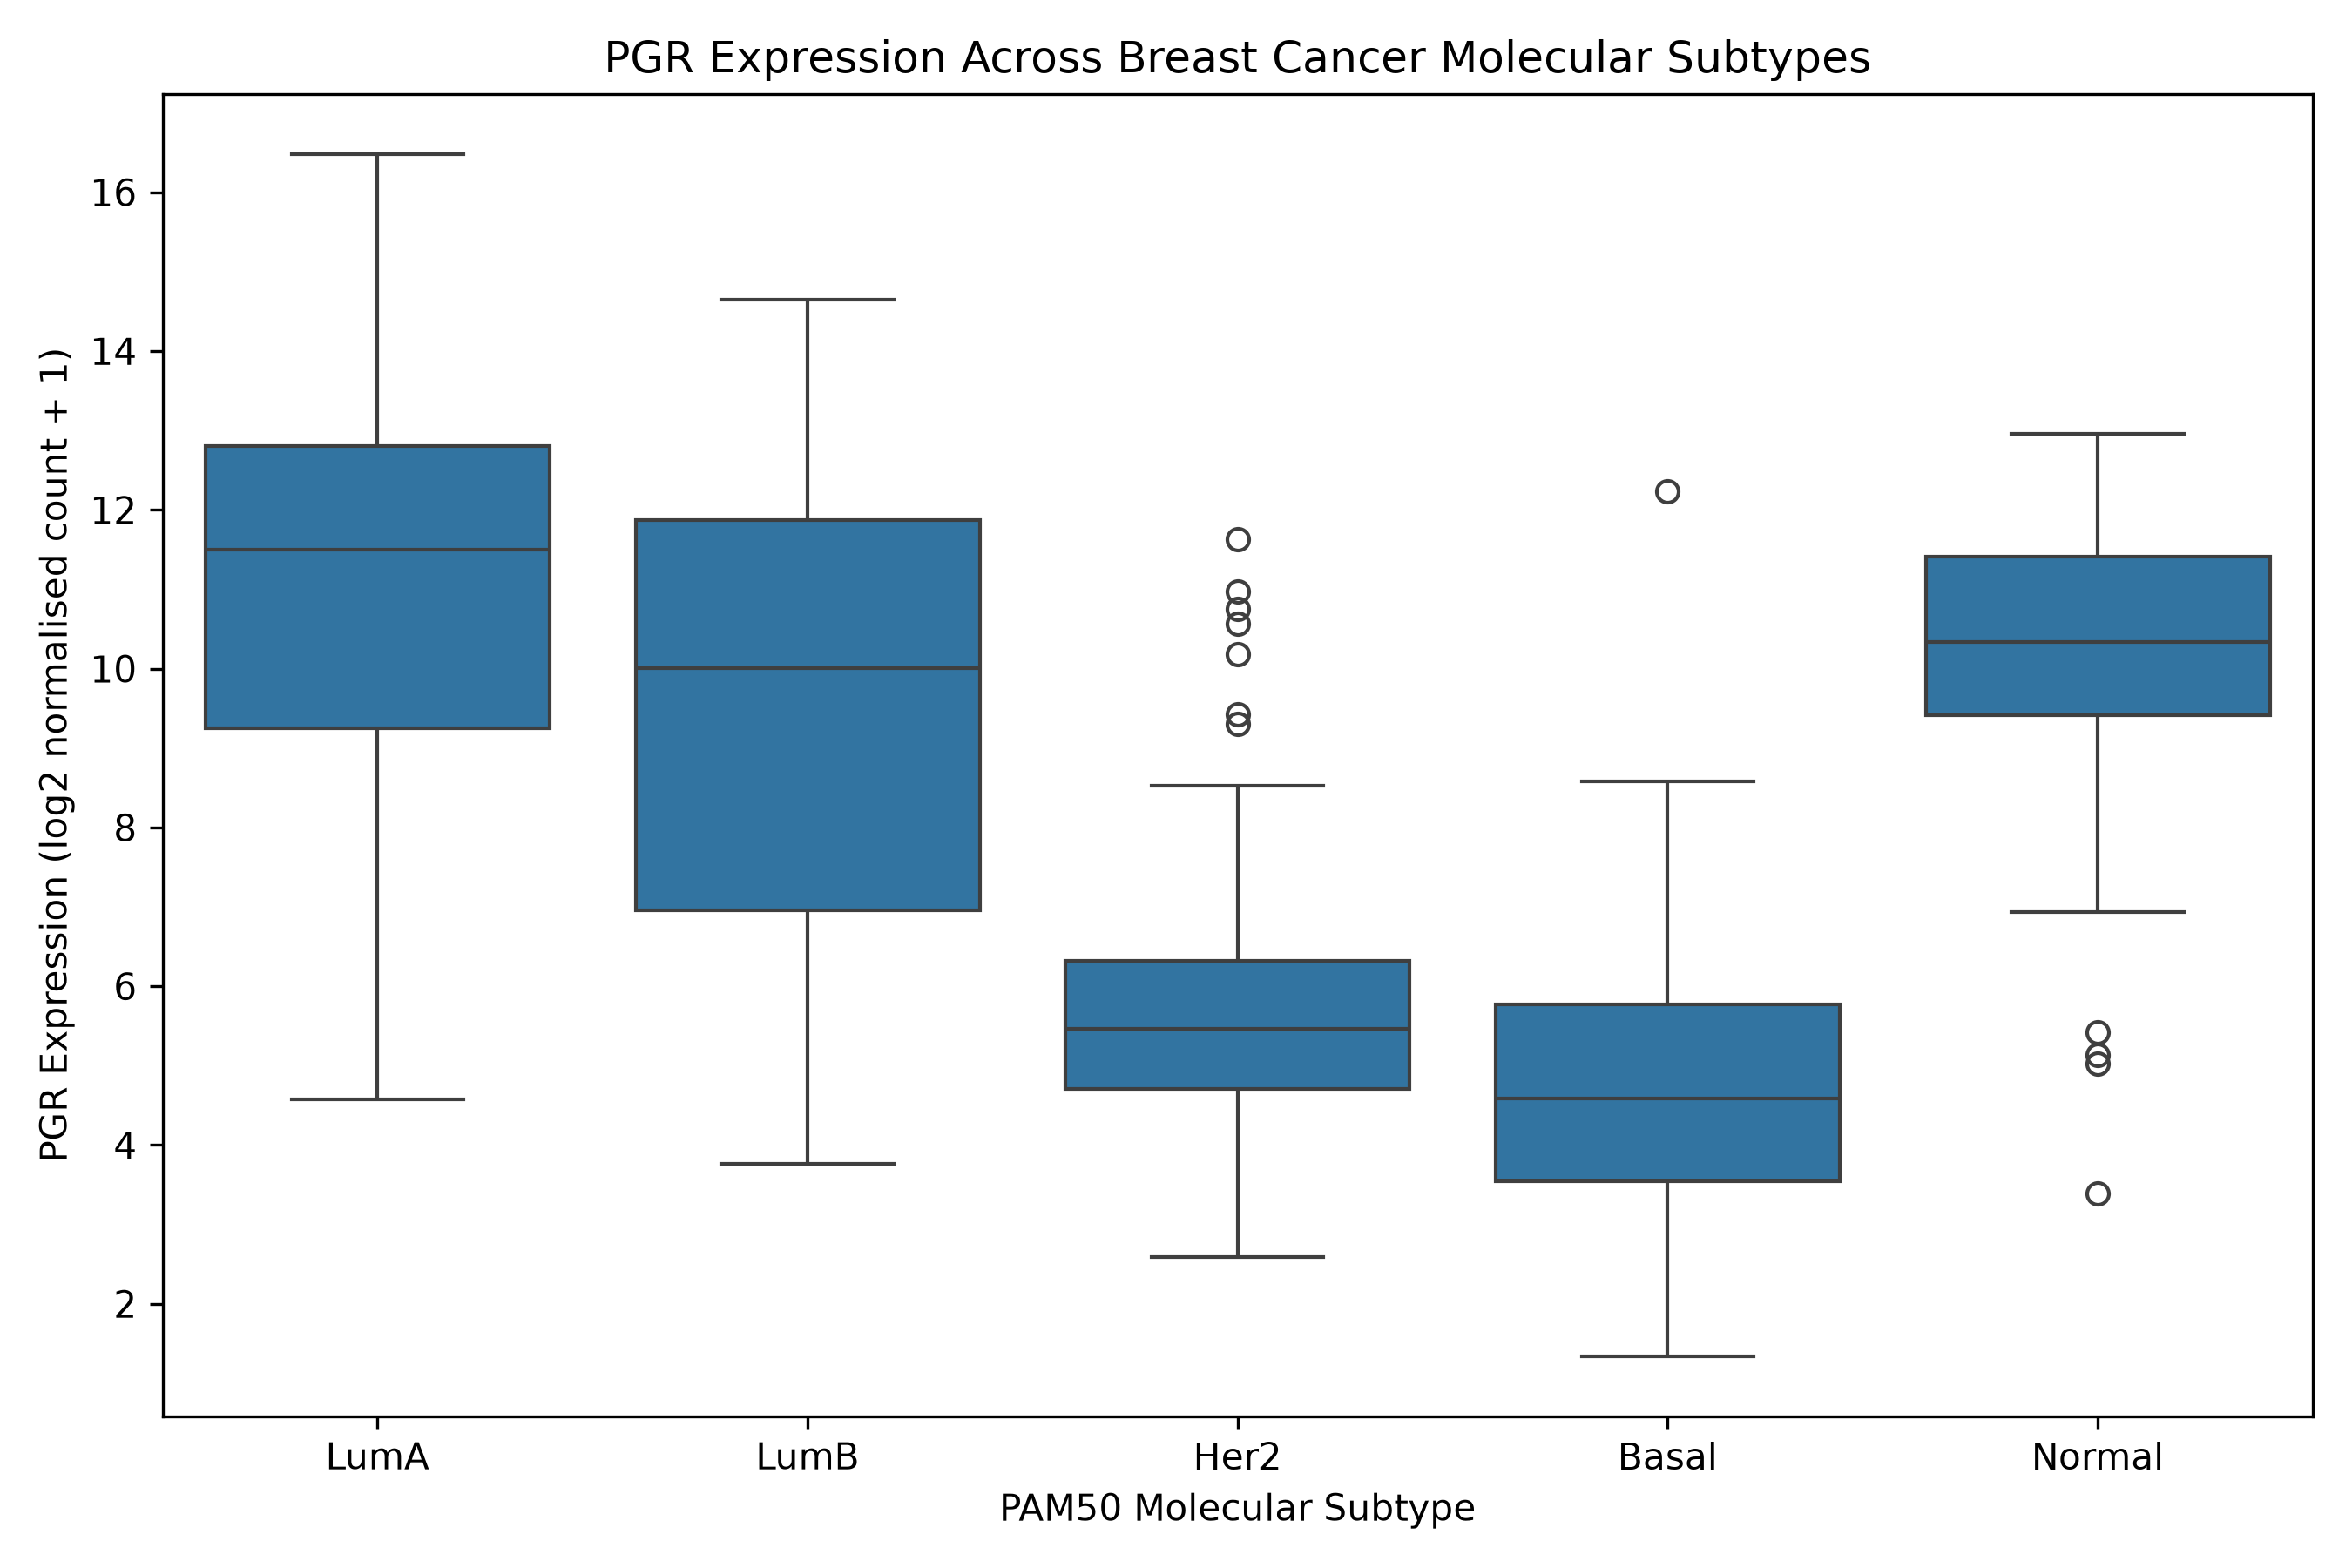 PGR Expression Across Breast Cancer Molecular Subtypes
PGR Expression (log2 normalised count + 1)
16
14
12
10
8
6
4
2
LumA
LumB
Her2
Basal
Normal
PAM50 Molecular Subtype